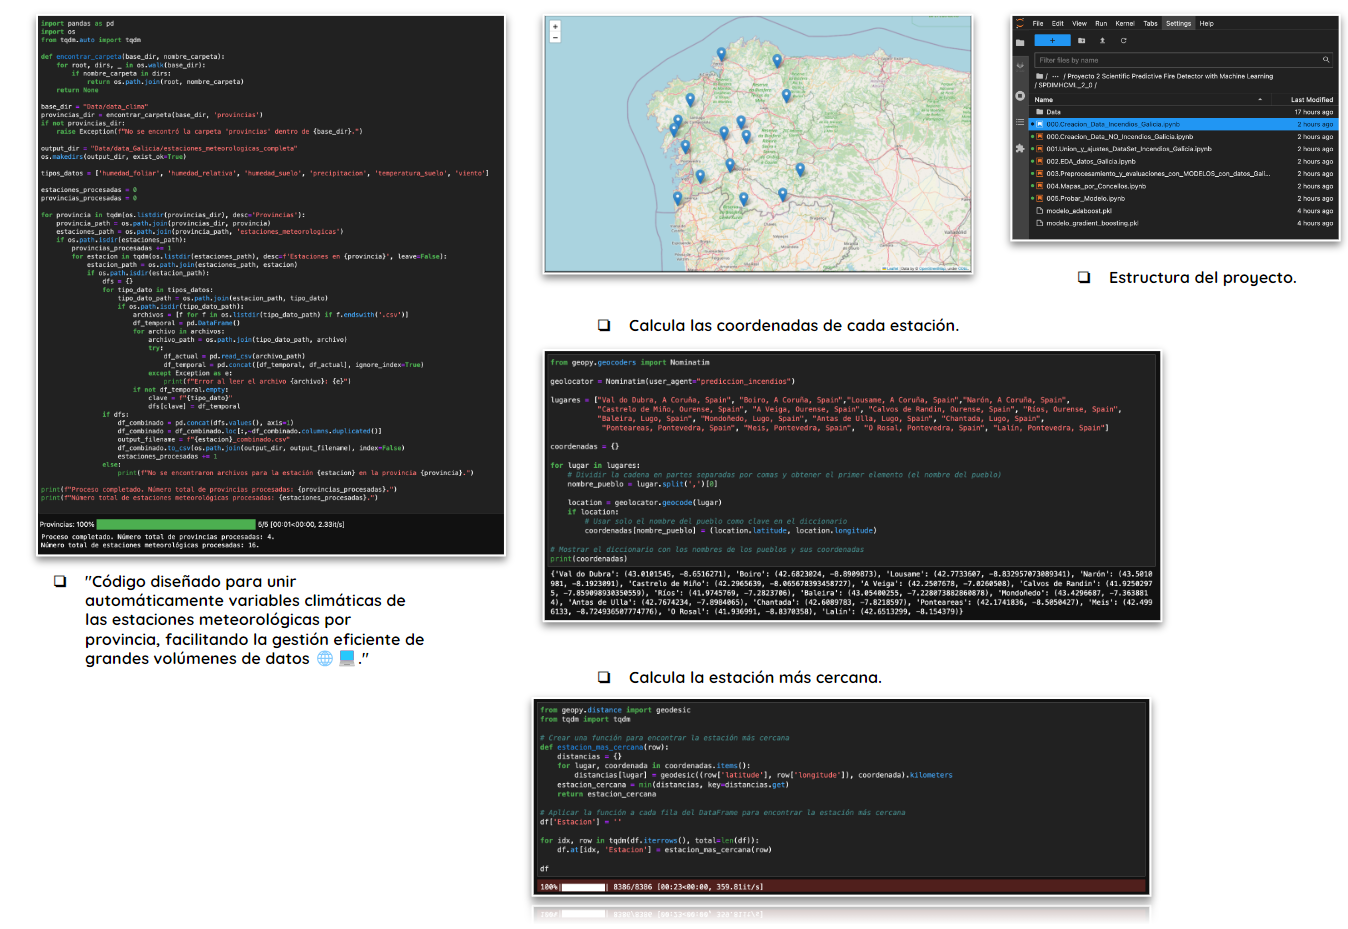 import pandas as pd
import os
from tqdm.auto import tqdm
def encontrar_carpeta(base_dir, nombre_carpeta):
for root, dirs, _ in os.walk(base_dir):
if nombre_carpeta in dirs:
return os.path.join(root, nombre_carpeta)
return None
base_dir = "Data/data_clima"
provincias_dir = encontrar_carpeta(base_dir, 'provincias')
if not provincias_dir:
raise Exception(f"No se encontró la carpeta 'provincias' dentro de {base_dir}.")
output_dir = "Data/data_Galicia/estaciones_meteorologicas_completa"
os.makedirs(output_dir, exist_ok=True)
tipos_datos = ['humedad_foliar', 'humedad_relativa', 'humedad_suelo', 'precipitacion', 'temperatura_suelo', 'viento']
estaciones_procesadas = 0
provincias_procesadas = 0
for provincia in tqdm(os.listdir(provincias_dir), desc='Provincias'):
provincia_path = os.path.join(provincias_dir, provincia)
estaciones_path = os.path.join(provincia_path, 'estaciones_meteorologicas')
if os.path.isdir(estaciones_path):
provincias_procesadas += 1
for estacion in tqdm(os.listdir(estaciones_path), desc=f'Estaciones en {provincia}', leave=False):
estacion_path = os.path.join(estaciones_path, estacion)
if os.path.isdir(estacion_path):
dfs = {}
for tipo_dato in tipos_datos:
tipo_dato_path = os.path.join(estacion_path, tipo_dato)
if os.path.isdir(tipo_dato_path):
archivos = [f for f in os.listdir(tipo_dato_path) if f.endswith('.csv')]
df_temporal = pd.DataFrame()
for archivo in archivos:
archivo_path = os.path.join(tipo_dato_path, archivo)
try:
df_actual = pd.read_csv(archivo_path)
df_temporal = pd.concat([df_temporal, df_actual], ignore_index=True)
except Exception as e:
print(f"Error al leer el archivo {archivo}: {e}")
if not df_temporal.empty:
clave = f"{tipo_dato}"
dfs[clave] = df_temporal
if dfs:
df_combinado = pd.concat(dfs.values(), axis=1)
df_combinado = df_combinado.loc[:,~df_combinado.columns.duplicated()]
output_filename = f"{estacion}_combinado.csv"
df_combinado.to_csv(os.path.join(output_dir, output_filename), index=False)
estaciones_procesadas += 1
else:
print(f"No se encontraron archivos para la estación {estacion} en la provincia {provincia}.")
print(f"Proceso completado. Número total de provincias procesadas: {provincias_procesadas}.")
print(f"Número total de estaciones meteorológicas procesadas: {estaciones_procesadas}.")
Provincias: 100% 5/5 [00:01<00:00, 2.33it/s]
Proceso completado. Número total de provincias procesadas: 4.
Número total de estaciones meteorológicas procesadas: 16.
❑ "Código diseñado para unir
automáticamente variables climáticas de
las estaciones meteorológicas por
provincia, facilitando la gestión eficiente de
grandes volúmenes de datos 🌐 💻."
+
−
❑ Calcula las coordenadas de cada estación.
from geopy.geocoders import Nominatim
geolocator = Nominatim(user_agent="prediccion_incendios")
lugares = ["Val do Dubra, A Coruña, Spain", "Boiro, A Coruña, Spain","Lousame, A Coruña, Spain","Narón, A Coruña, Spain",
"Castrelo de Miño, Ourense, Spain", "A Veiga, Ourense, Spain", "Calvos de Randín, Ourense, Spain", "Ríos, Ourense, Spain",
"Baleira, Lugo, Spain", "Mondoñedo, Lugo, Spain", "Antas de Ulla, Lugo, Spain", "Chantada, Lugo, Spain",
"Ponteareas, Pontevedra, Spain", "Meis, Pontevedra, Spain", "O Rosal, Pontevedra, Spain", "Lalín, Pontevedra, Spain"]
coordenadas = {}
for lugar in lugares:
# Dividir la cadena en partes separadas por comas y obtener el primer elemento (el nombre del pueblo)
nombre_pueblo = lugar.split(',')[0]
location = geolocator.geocode(lugar)
if location:
# Usar solo el nombre del pueblo como clave en el diccionario
coordenadas[nombre_pueblo] = (location.latitude, location.longitude)
# Mostrar el diccionario con los nombres de los pueblos y sus coordenadas
print(coordenadas)
{'Val do Dubra': (43.0101545, -8.6516271), 'Boiro': (42.6823024, -8.8909873), 'Lousame': (42.7733607, -8.832957073089341), 'Narón': (43.5010
981, -8.1923091), 'Castrelo de Miño': (42.2965639, -8.065678393458727), 'A Veiga': (42.2507678, -7.0260508), 'Calvos de Randín': (41.9250297
5, -7.859098930350559), 'Ríos': (41.9745769, -7.2823706), 'Baleira': (43.05400255, -7.228073882860878), 'Mondoñedo': (43.4296687, -7.363881
4), 'Antas de Ulla': (42.7674234, -7.8984065), 'Chantada': (42.6089783, -7.8218597), 'Ponteareas': (42.1741836, -8.5050427), 'Meis': (42.499
6133, -8.724936507774776), 'O Rosal': (41.936991, -8.8370358), 'Lalín': (42.6513299, -8.154379)}
❑ Calcula la estación más cercana.
from geopy.distance import geodesic
from tqdm import tqdm
# Crear una función para encontrar la estación más cercana
def estacion_mas_cercana(row):
distancias = {}
for lugar, coordenada in coordenadas.items():
distancias[lugar] = geodesic((row['latitude'], row['longitude']), coordenada).kilometers
estacion_cercana = min(distancias, key=distancias.get)
return estacion_cercana
# Aplicar la función a cada fila del DataFrame para encontrar la estación más cercana
df['Estacion'] = ''
for idx, row in tqdm(df.iterrows(), total=len(df)):
df.at[idx, 'Estacion'] = estacion_mas_cercana(row)
df
100%| | 8386/8386 [00:23<00:00, 359.81it/s]
File Edit View Run Kernel Tabs Settings Help
+
Filter files by name
/ ··· / Proyecto 2 Scientific Predictive Fire Detector with Machine Learning
/ SPDIMHCML_2_0 /
Name Last Modified
Data 17 hours ago
000.Creacion_Data_Incendios_Galicia.ipynb 2 hours ago
000.Creacion_Data_NO_Incendios_Galicia.ipynb 2 hours ago
001.Union_y_ajustes_DataSet_Incendios_Galicia.ipynb 2 hours ago
002.EDA_datos_Galicia.ipynb 2 hours ago
003.Preprocesamiento_y_evaluaciones_con_MODELOS_con_datos_Gali... 2 hours ago
004.Mapas_por_Concellos.ipynb 2 hours ago
005.Probar_Modelo.ipynb 2 hours ago
modelo_adaboost.pkl 4 hours ago
modelo_gradient_boosting.pkl 4 hours ago
❑ Estructura del proyecto.